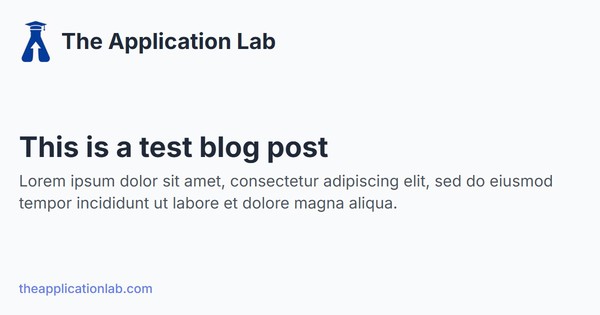 The Application Lab
This is a test blog post
Lorem ipsum dolor sit amet, consectetur adipiscing elit, sed do eiusmod
tempor incididunt ut labore et dolore magna aliqua.
theapplicationlab.com